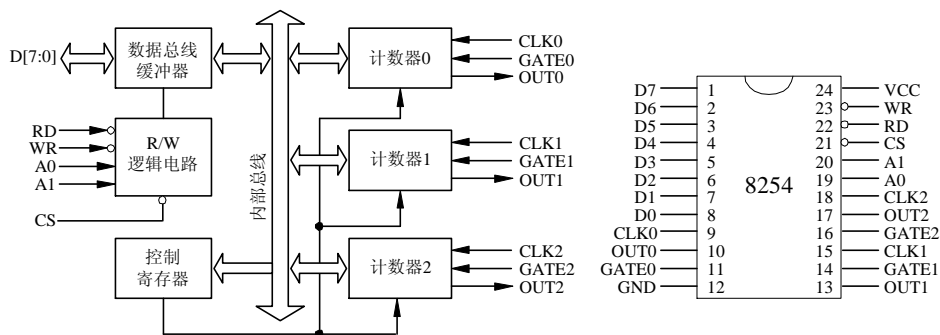 D[7:0]
数据总线
缓冲器
RD
WR
A0
A1
R/W
逻辑电路
CS
控制
寄存器
内部总线
计数器0
CLK0
GATE0
OUT0
计数器1
CLK1
GATE1
OUT1
计数器2
CLK2
GATE2
OUT2
8254
D7 1
D6 2
D5 3
D4 4
D3 5
D2 6
D1 7
D0 8
CLK0 9
OUT0 10
GATE0 11
GND 12
24 VCC
23 WR
22 RD
21 CS
20 A1
19 A0
18 CLK2
17 OUT2
16 GATE2
15 CLK1
14 GATE1
13 OUT1